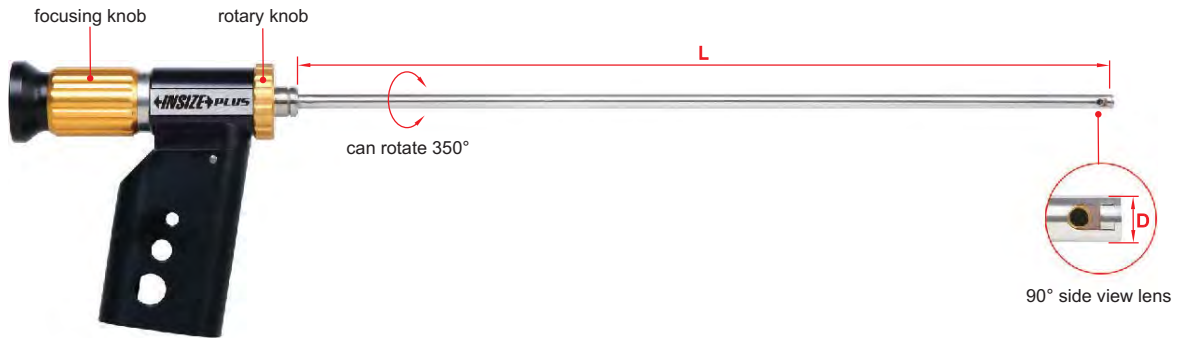 focusing knob
rotary knob
L
INSIZE PLUS
can rotate 350°
D
90° side view lens